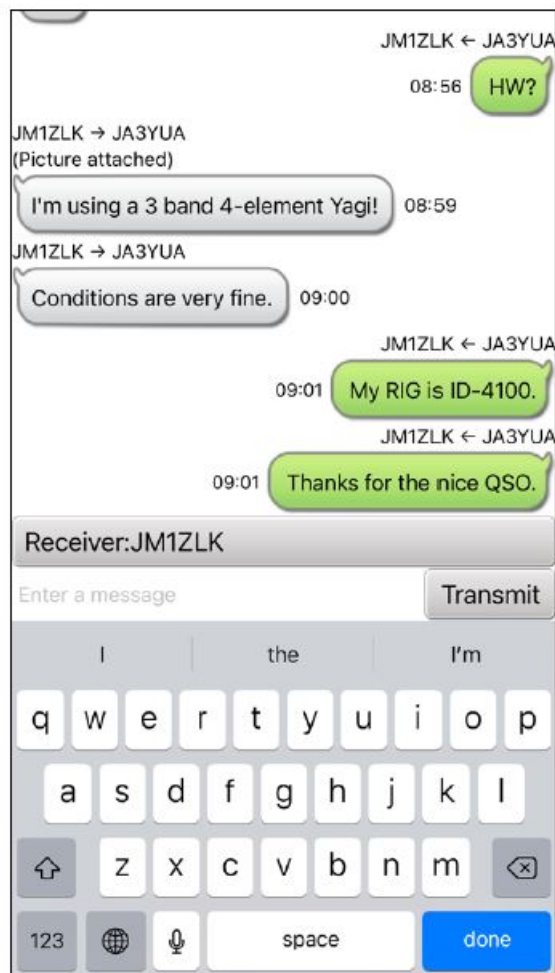 JM1ZLK ← JA3YUA
08:56 HW?
JM1ZLK → JA3YUA
(Picture attached)
I'm using a 3 band 4-element Yagi! 08:59
JM1ZLK → JA3YUA
Conditions are very fine. 09:00
JM1ZLK ← JA3YUA
09:01 My RIG is ID-4100.
JM1ZLK ← JA3YUA
09:01 Thanks for the nice QSO.
Receiver:JM1ZLK
Enter a message Transmit
I the I'm
q w e r t y u i o p
a s d f g h j k l
z x c v b n m
123 space done